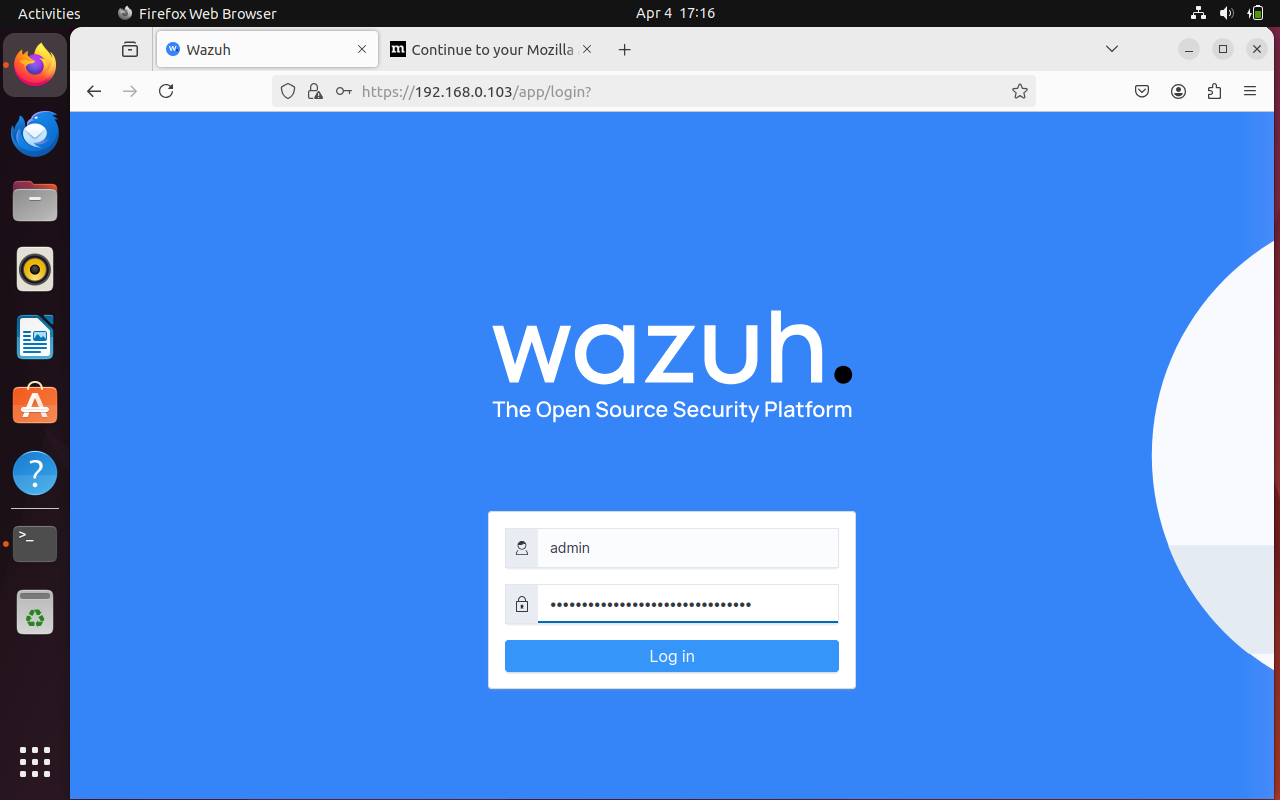 Activities
Firefox Web Browser
Apr 4 17:16
Wazuh
Continue to your Mozilla
https://192.168.0.103/app/login?
wazuh.
The Open Source Security Platform
admin
••••••••••••••••••••••••••••••••
Log in